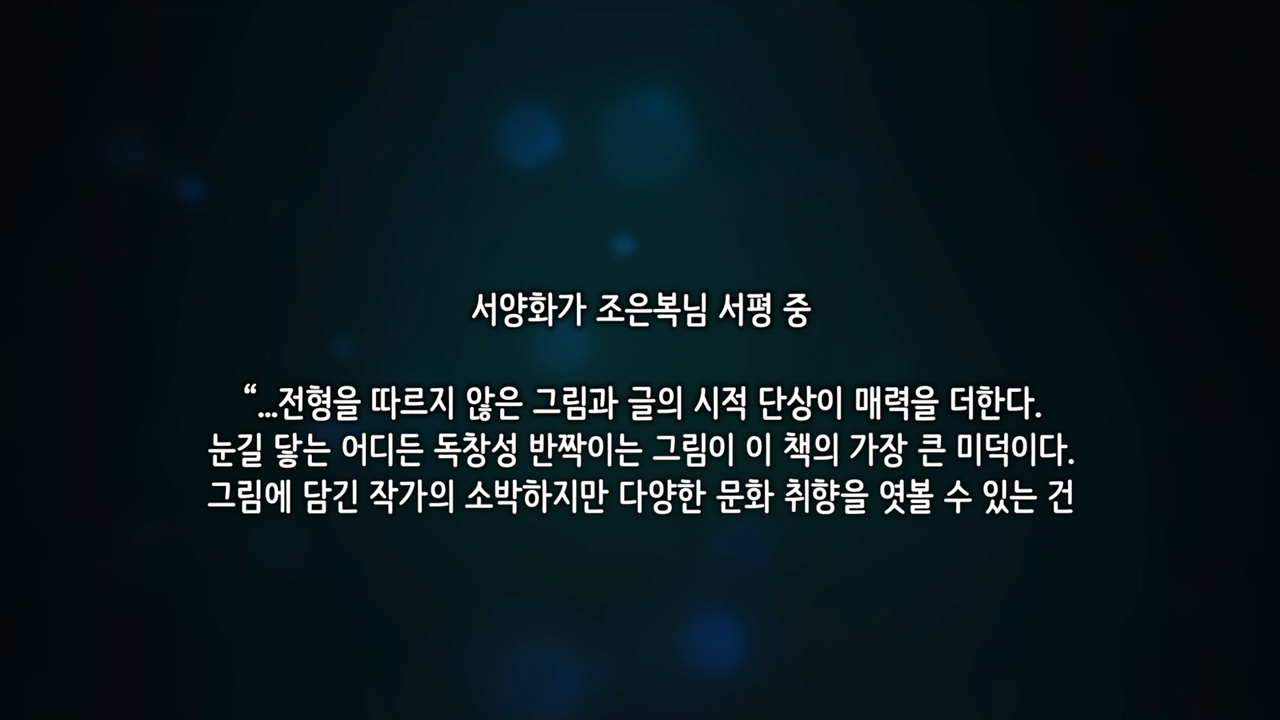 서양화가 조은복님 서평 중
“...전형을 따르지 않은 그림과 글의 시적 단상이 매력을 더한다.
눈길 닿는 어디든 독창성 반짝이는 그림이 이 책의 가장 큰 미덕이다.
그림에 담긴 작가의 소박하지만 다양한 문화 취향을 엿볼 수 있는 건